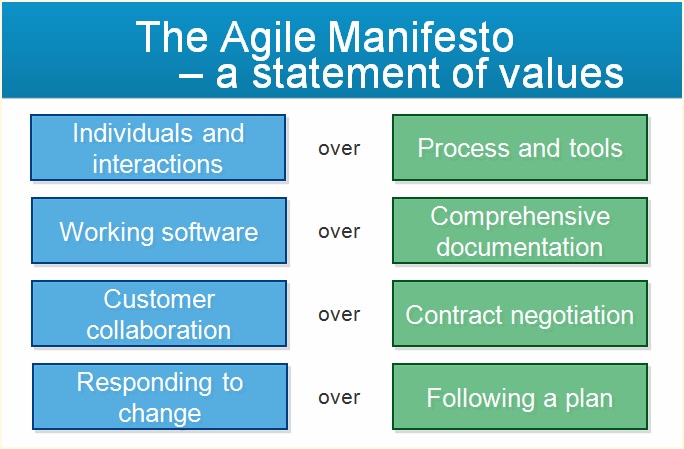 The Agile Manifesto
– a statement of values
Individuals and
interactions
over
Process and tools
Working software
over
Comprehensive
documentation
Customer
collaboration
over
Contract negotiation
Responding to
change
over
Following a plan